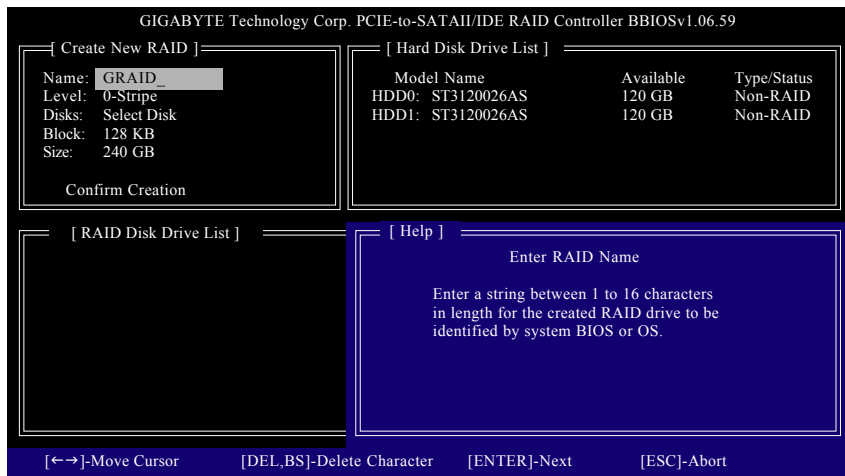 GIGABYTE Technology Corp. PCIE-to-SATAII/IDE RAID Controller BBIOSv1.06.59
[ Create New RAID ]
Name: GRAID_
Level: 0-Stripe
Disks: Select Disk
Block: 128 KB
Size: 240 GB
Confirm Creation
[ Hard Disk Drive List ]
Model Name Available Type/Status
HDD0: ST3120026AS 120 GB Non-RAID
HDD1: ST3120026AS 120 GB Non-RAID
[ RAID Disk Drive List ]
[ Help ]
Enter RAID Name
Enter a string between 1 to 16 characters
in length for the created RAID drive to be
identified by system BIOS or OS.
[←→]-Move Cursor [DEL,BS]-Delete Character [ENTER]-Next [ESC]-Abort